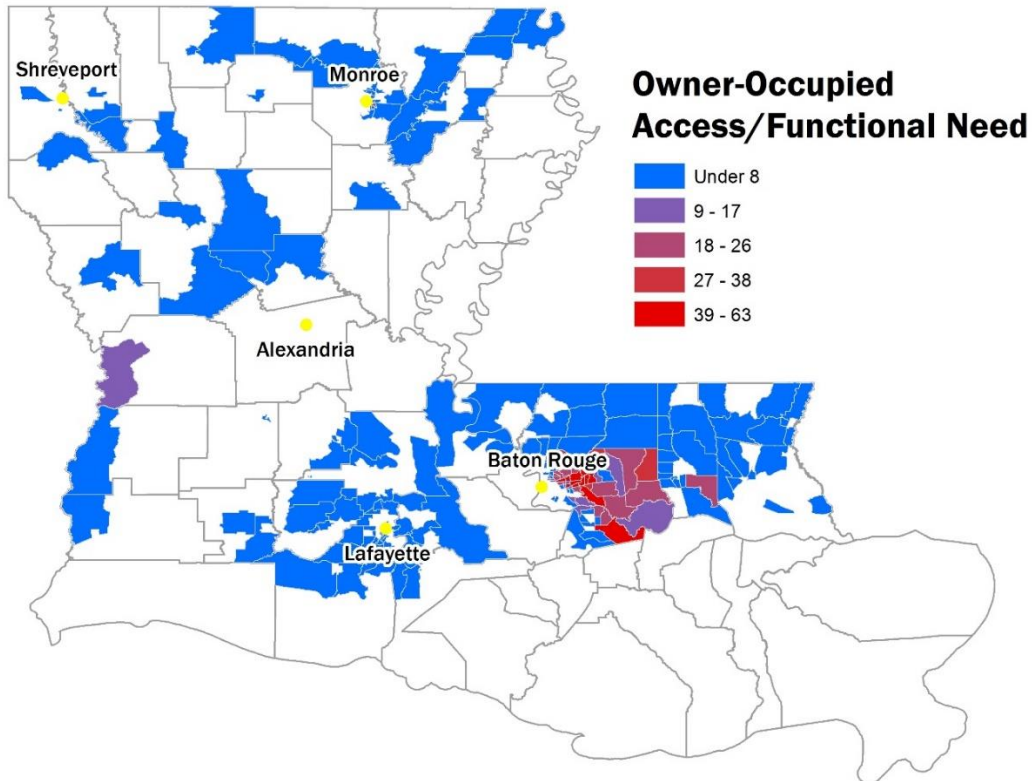 Shreveport
Monroe
Owner-Occupied
Access/Functional Need
Under 8
9 - 17
18 - 26
27 - 38
39 - 63
Alexandria
Baton Rouge
Lafayette